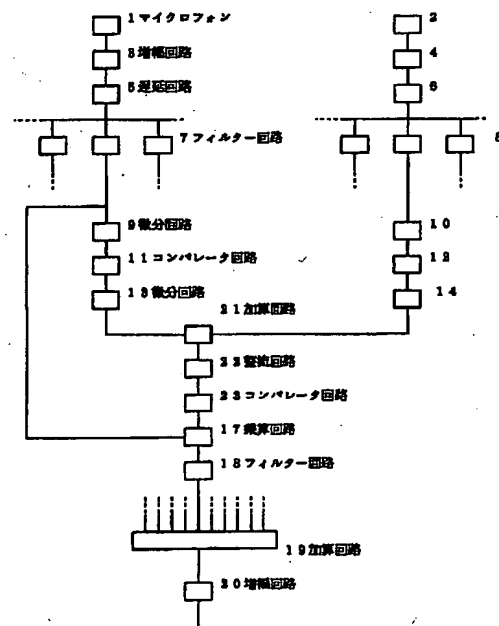 1マイクロフォン
2
3増幅回路
4
5遅延回路
6
7フィルター回路
8
9微分回路
10
11コンパレータ回路
12
13微分回路
14
21加算回路
22整流回路
23コンパレータ回路
17乗算回路
18フィルター回路
19加算回路
20増幅回路